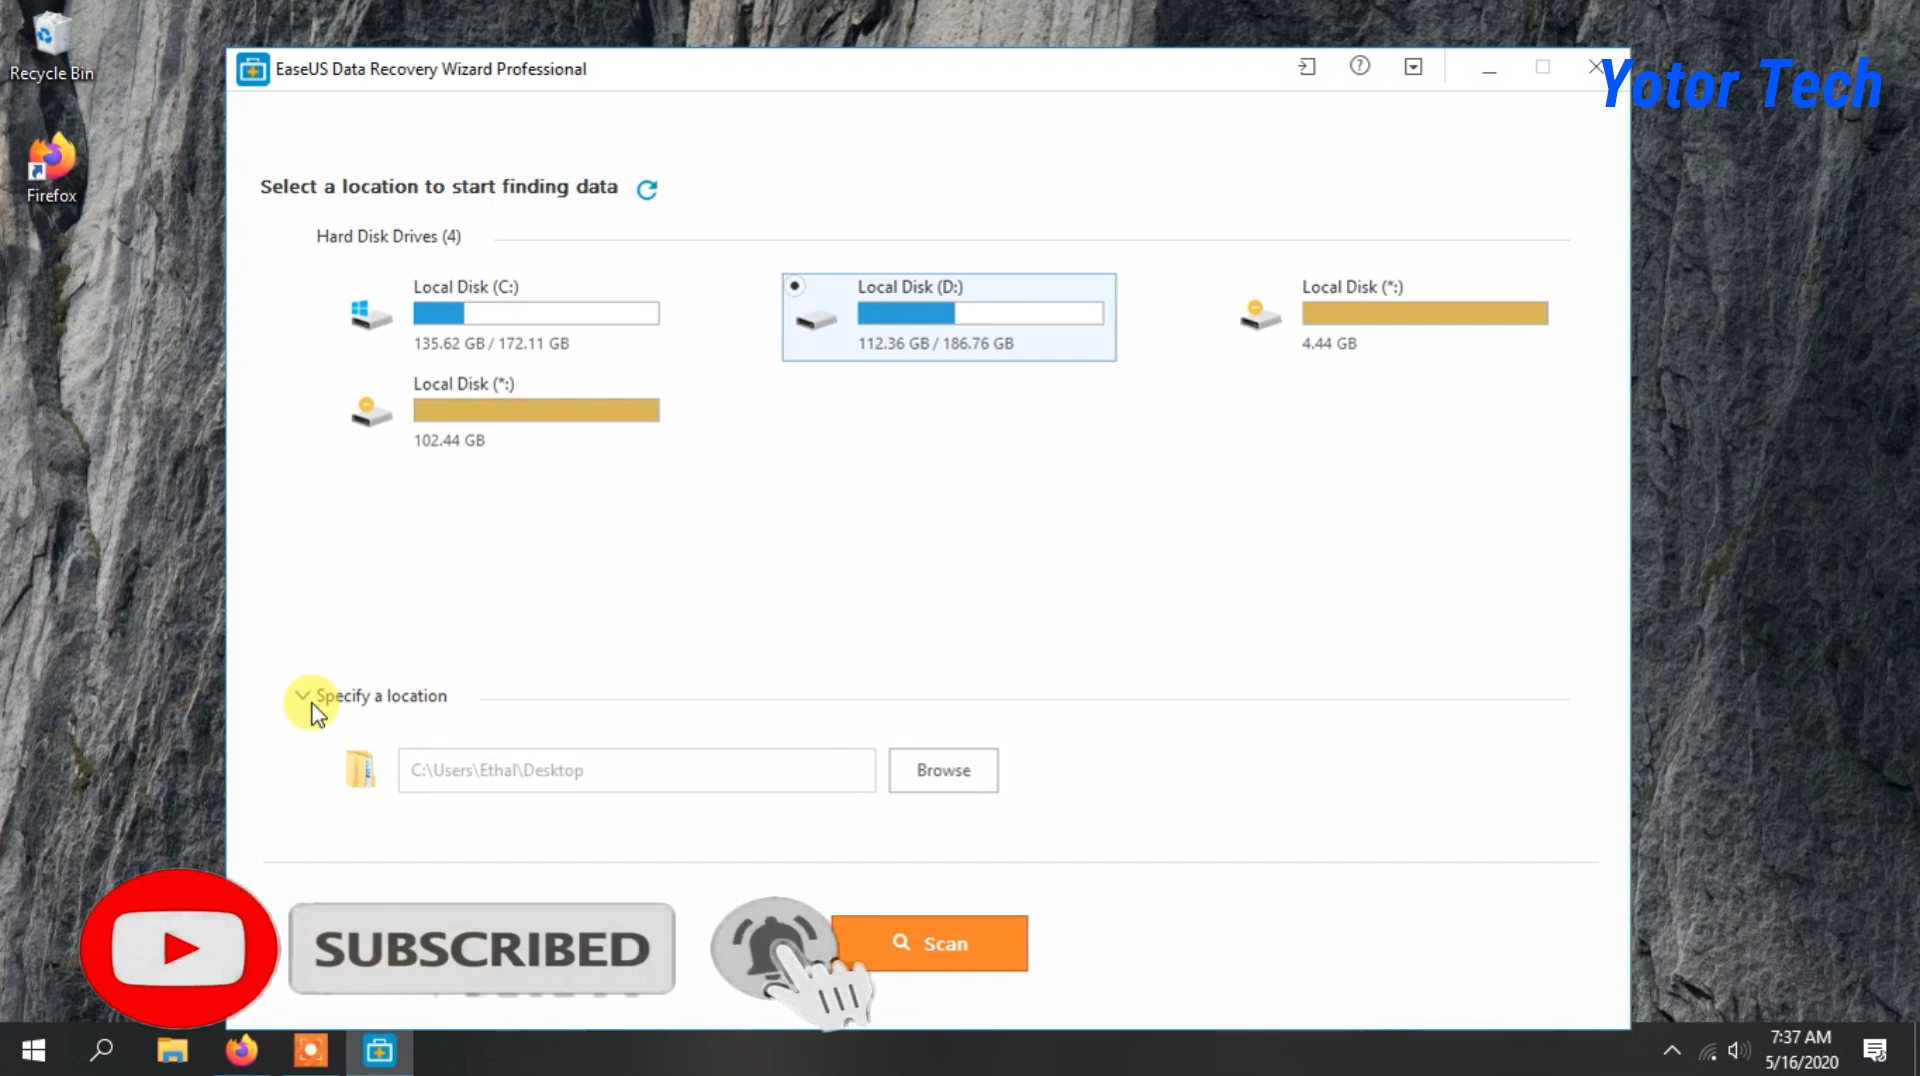 Recycle Bin
Firefox
EaseUS Data Recovery Wizard Professional
Yotor Tech
Select a location to start finding data
Hard Disk Drives (4)
Local Disk (C:)
135.62 GB / 172.11 GB
Local Disk (D:)
112.36 GB / 186.76 GB
Local Disk (*:)
4.44 GB
Local Disk (*:)
102.44 GB
Specify a location
C:\Users\Ethal\Desktop
Browse
SUBSCRIBED
Scan
7:37 AM
5/16/2020